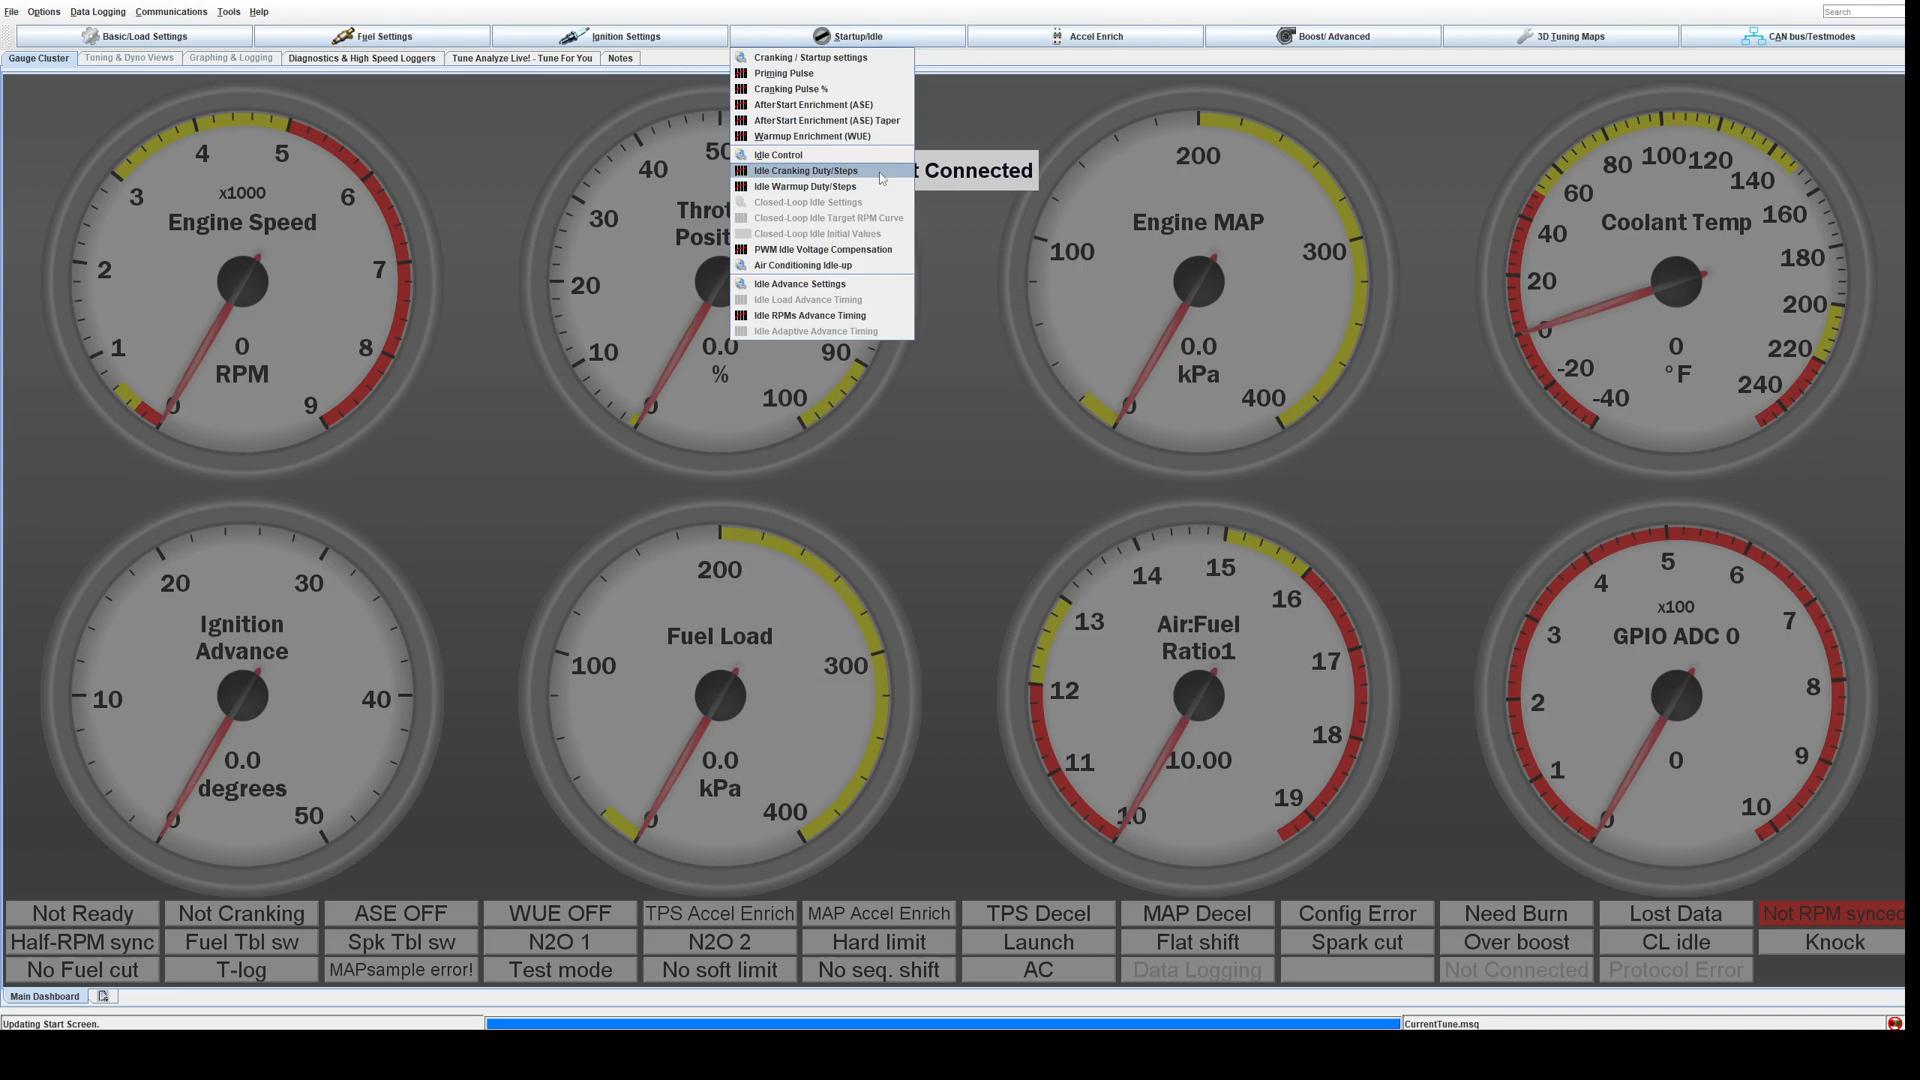 File Options Data Logging Communications Tools Help Search
Basic/Load Settings Fuel Settings Ignition Settings Startup/Idle Accel Enrich Boost/ Advanced 3D Tuning Maps CAN bus/Testmodes
Gauge Cluster Tuning & Dyno Views Graphing & Logging Diagnostics & High Speed Loggers Tune Analyze Live! - Tune For You Notes
Cranking / Startup settings
Priming Pulse
Cranking Pulse %
AfterStart Enrichment (ASE)
AfterStart Enrichment (ASE) Taper
Warmup Enrichment (WUE)
Idle Control
Idle Cranking Duty/Steps
Idle Warmup Duty/Steps
Closed-Loop Idle Settings
Closed-Loop Idle Target RPM Curve
Closed-Loop Idle Initial Values
PWM Idle Voltage Compensation
Air Conditioning Idle-up
Idle Advance Settings
Idle Load Advance Timing
Idle RPMs Advance Timing
Idle Adaptive Advance Timing
Connected
0 1 2 3 4 5 6 7 8 9
x1000
Engine Speed
0
RPM
0 10 20 30 40 50 90 100
0.0
%
0 100 200 300 400
Engine MAP
0.0
kPa
-40 -20 0 20 40 60 80 100 120 140 160 180 200 220 240
Coolant Temp
0
°F
0 10 20 30 40 50
Ignition
Advance
0.0
degrees
0 100 200 300 400
Fuel Load
0.0
kPa
10 11 12 13 14 15 16 17 18 19
Air:Fuel
Ratio1
10.00
0 1 2 3 4 5 6 7 8 9 10
x100
GPIO ADC 0
0
Not Ready Not Cranking ASE OFF WUE OFF TPS Accel Enrich MAP Accel Enrich TPS Decel MAP Decel Config Error Need Burn Lost Data Not RPM synced
Half-RPM sync Fuel Tbl sw Spk Tbl sw N2O 1 N2O 2 Hard limit Launch Flat shift Spark cut Over boost CL idle Knock
No Fuel cut T-log MAPsample error! Test mode No soft limit No seq. shift AC Data Logging Not Connected Protocol Error
Main Dashboard
Updating Start Screen. CurrentTune.msq